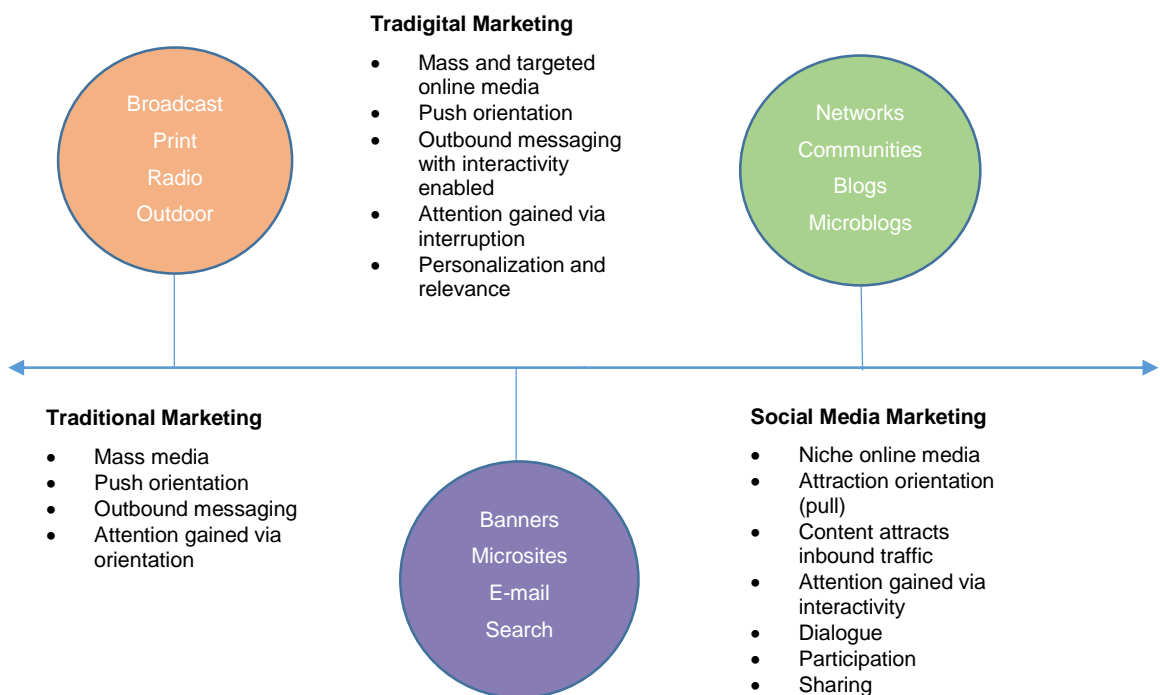 Tradigital Marketing
• Mass and targeted
online media
• Push orientation
• Outbound messaging
with interactivity
enabled
• Attention gained via
interruption
• Personalization and
relevance
Broadcast
Print
Radio
Outdoor
Networks
Communities
Blogs
Microblogs
Traditional Marketing
• Mass media
• Push orientation
• Outbound messaging
• Attention gained via
orientation
Banners
Microsites
E-mail
Search
Social Media Marketing
• Niche online media
• Attraction orientation
(pull)
• Content attracts
inbound traffic
• Attention gained via
interactivity
• Dialogue
• Participation
• Sharing